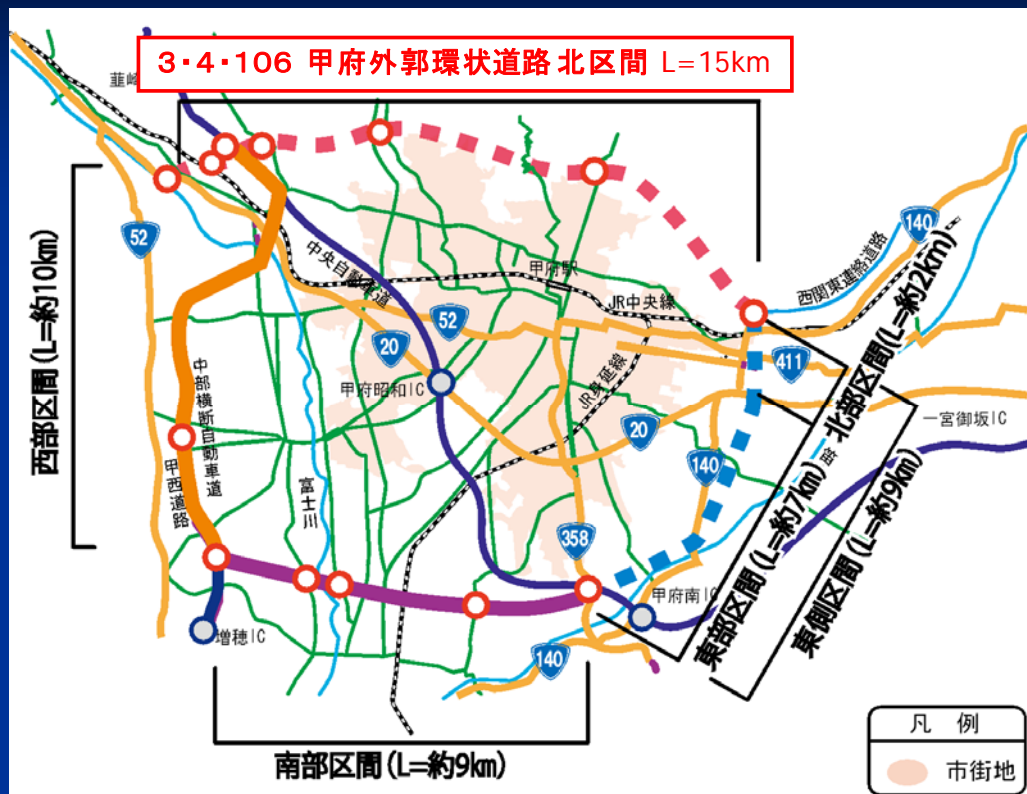 3・4・106 甲府外郭環状道路 北区間 L=15km
韮崎
52
西部区間(L=約10km)
中央自動車道
甲府駅
JR中央線
西関東連絡道路
140
52
20
甲府昭和IC
JR身延線
411
北部区間(L=約2km)
一宮御坂IC
20
140
中部横断自動車道
甲西道路
富士川
358
東部区間(L=約7km)
東側区間(L=約9km)
甲府南IC
増穂IC
140
南部区間(L=約9km)
凡 例
市街地